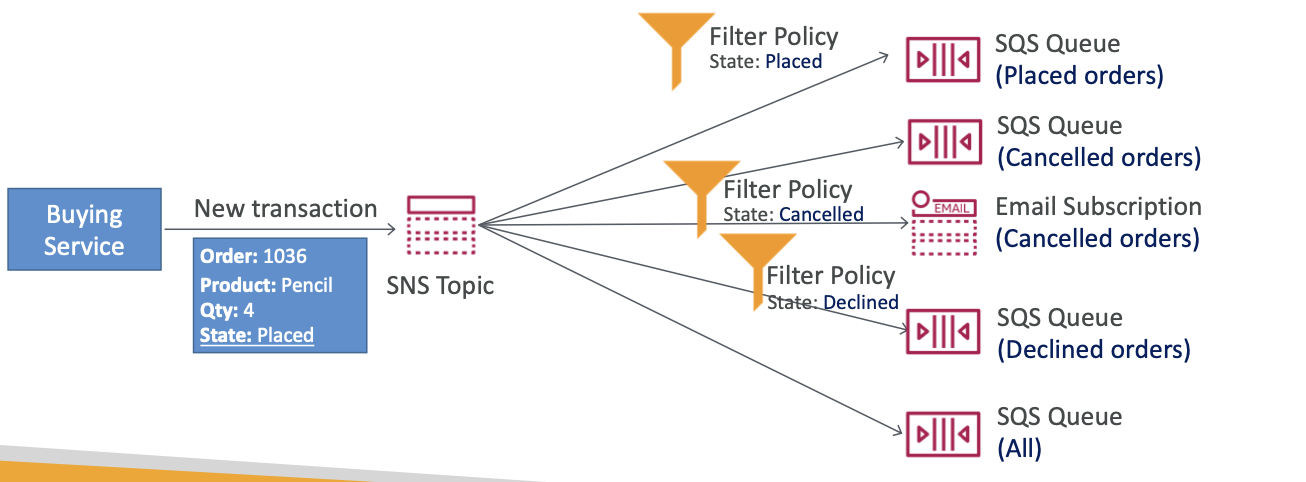 Filter Policy
State: Placed
SQS Queue
(Placed orders)
SQS Queue
(Cancelled orders)
Buying
Service
New transaction
Order: 1036
Product: Pencil
Qty: 4
State: Placed
SNS Topic
Filter Policy
State: Cancelled
EMAIL
Email Subscription
(Cancelled orders)
Filter Policy
State: Declined
SQS Queue
(Declined orders)
SQS Queue
(All)